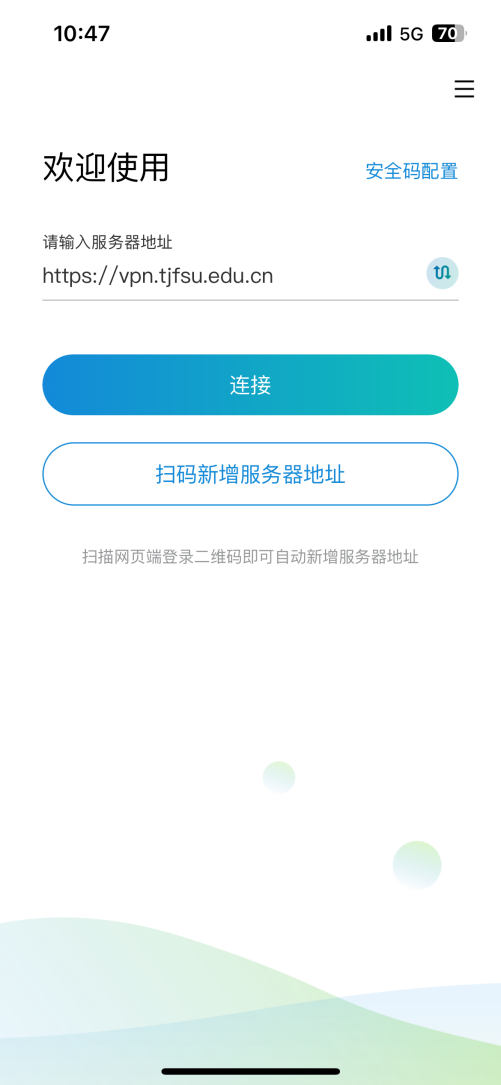 10:47
5G
70
欢迎使用
安全码配置
请输入服务器地址
https://vpn.tjfsu.edu.cn
连接
扫码新增服务器地址
扫描网页端登录二维码即可自动新增服务器地址